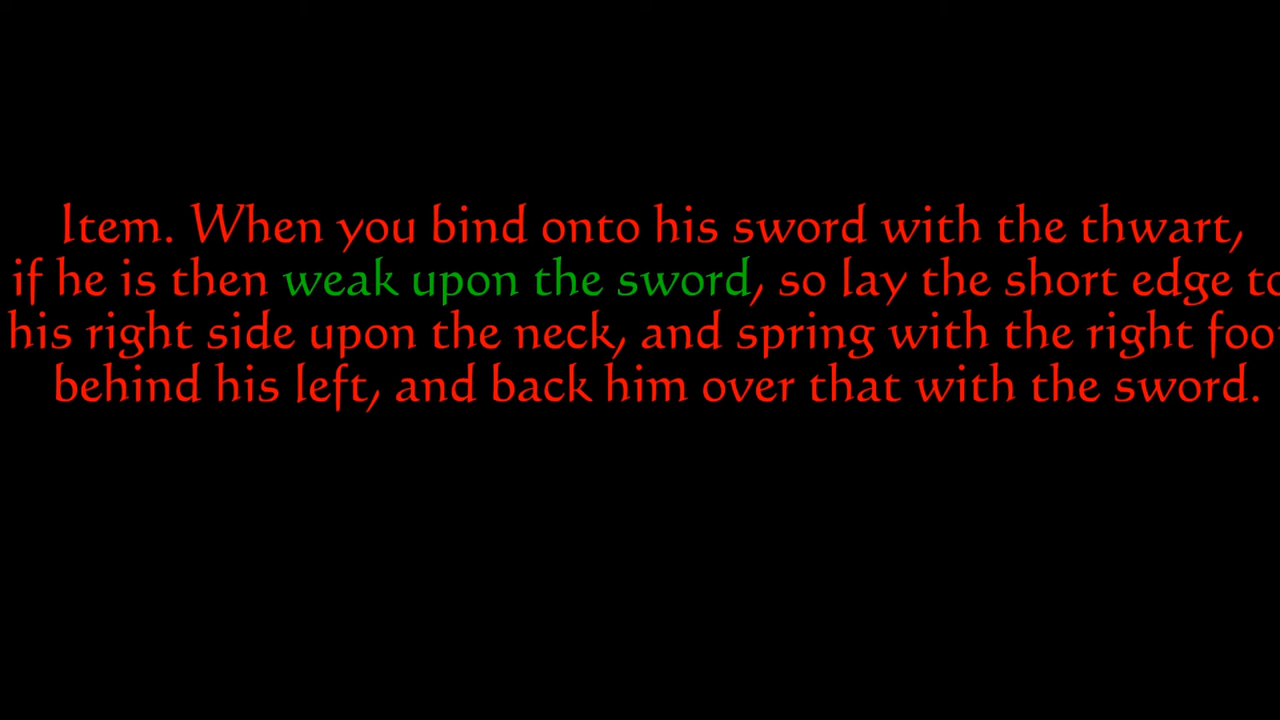 Item. When you bind onto his sword with the thwart,
if he is then weak upon the sword, so lay the short edge to
his right side upon the neck, and spring with the right foo
behind his left, and back him over that with the sword.